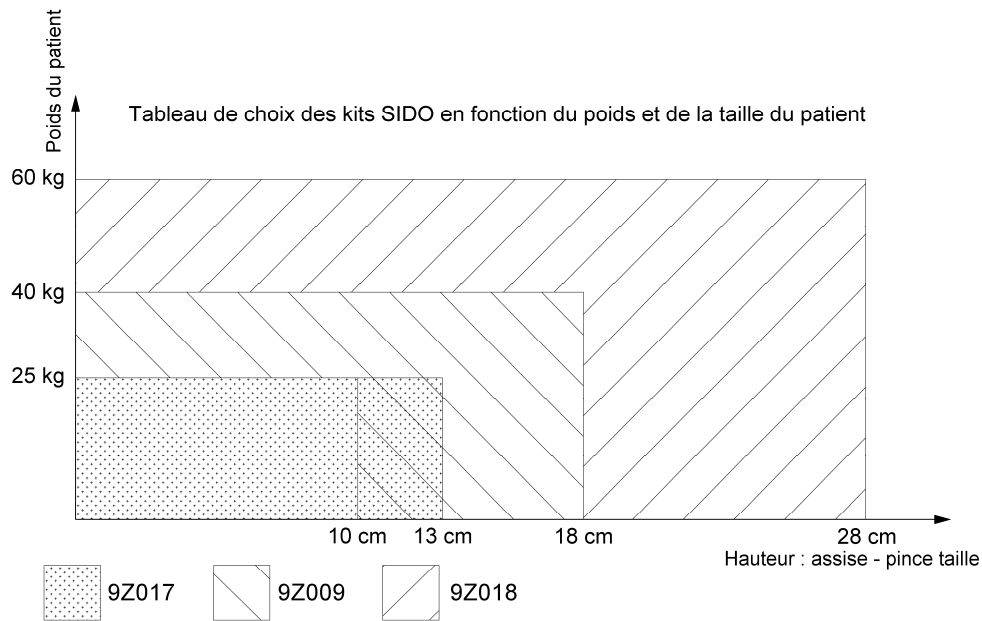 Poids du patient
Tableau de choix des kits SIDO en fonction du poids et de la taille du patient
60 kg
40 kg
25 kg
10 cm 13 cm 18 cm 28 cm
Hauteur : assise - pince taille
9Z017 9Z009 9Z018